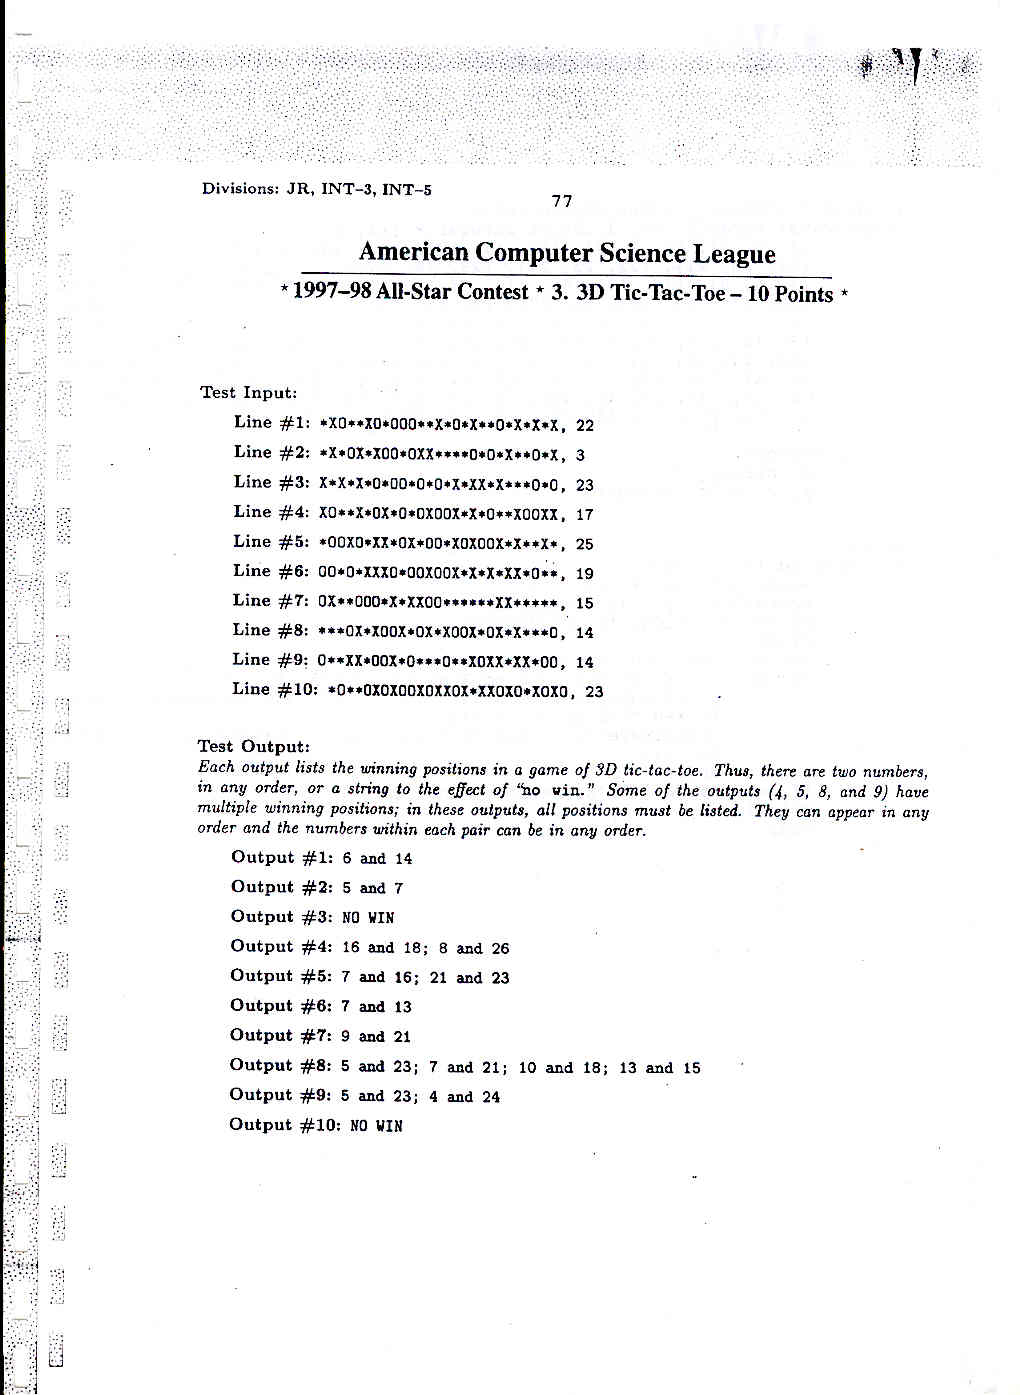 Divisions: JR, INT-3, INT-5
77
American Computer Science League
* 1997–98 All-Star Contest * 3. 3D Tic-Tac-Toe – 10 Points *
Test Input:
Line #1: *XO**XO*OOO**X*O*X**O*X*X*X, 22
Line #2: *X*OX*XOO*OXX****O*O*X**O*X, 3
Line #3: X*X*X*O*OO*O*O*X*XX*X***O*O, 23
Line #4: XO**X*OX*O*OXOOX*X*O**XOOXX, 17
Line #5: *OOXO*XX*OX*OO*XOXOOX*X**X*, 25
Line #6: OO*O*XXXO*OOXOOX*X*X*XX*O**, 19
Line #7: OX**OOO*X*XXOO******XX*****, 15
Line #8: ***OX*XOOX*OX*XOOX*OX*X***O, 14
Line #9: O**XX*OOX*O***O**XOXX*XX*OO, 14
Line #10: *O**OXOXOOXOXXOX*XXOXO*XOXO, 23
Test Output:
Each output lists the winning positions in a game of 3D tic-tac-toe. Thus, there are two numbers,
in any order, or a string to the effect of "no win." Some of the outputs (4, 5, 8, and 9) have
multiple winning positions; in these outputs, all positions must be listed. They can appear in any
order and the numbers within each pair can be in any order.
Output #1: 6 and 14
Output #2: 5 and 7
Output #3: NO WIN
Output #4: 16 and 18; 8 and 26
Output #5: 7 and 16; 21 and 23
Output #6: 7 and 13
Output #7: 9 and 21
Output #8: 5 and 23; 7 and 21; 10 and 18; 13 and 15
Output #9: 5 and 23; 4 and 24
Output #10: NO WIN